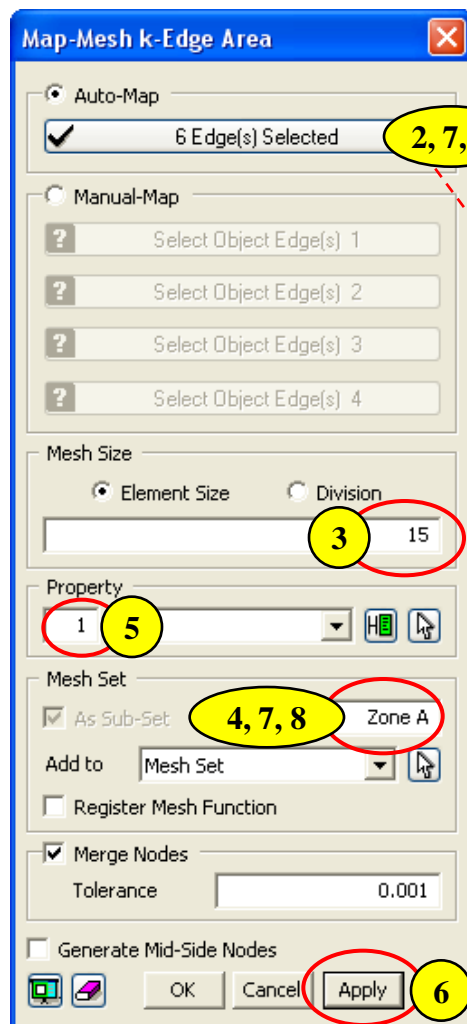 Map-Mesh k-Edge Area
Auto-Map
6 Edge(s) Selected 2, 7,
Manual-Map
? Select Object Edge(s) 1
? Select Object Edge(s) 2
? Select Object Edge(s) 3
? Select Object Edge(s) 4
Mesh Size
Element Size Division
3 15
Property
1 5
Mesh Set
As Sub-Set 4, 7, 8 Zone A
Add to Mesh Set
Register Mesh Function
Merge Nodes
Tolerance 0.001
Generate Mid-Side Nodes
OK Cancel Apply 6